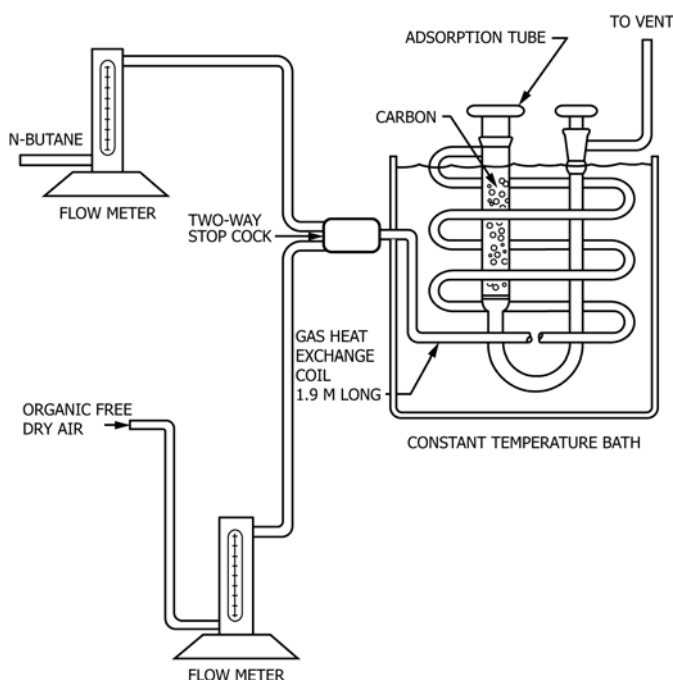 TO VENT
ADSORPTION TUBE
CARBON
N-BUTANE
FLOW METER
TWO-WAY
STOP COCK
GAS HEAT
EXCHANGE
COIL
1.9 M LONG
ORGANIC FREE
DRY AIR
CONSTANT TEMPERATURE BATH
FLOW METER